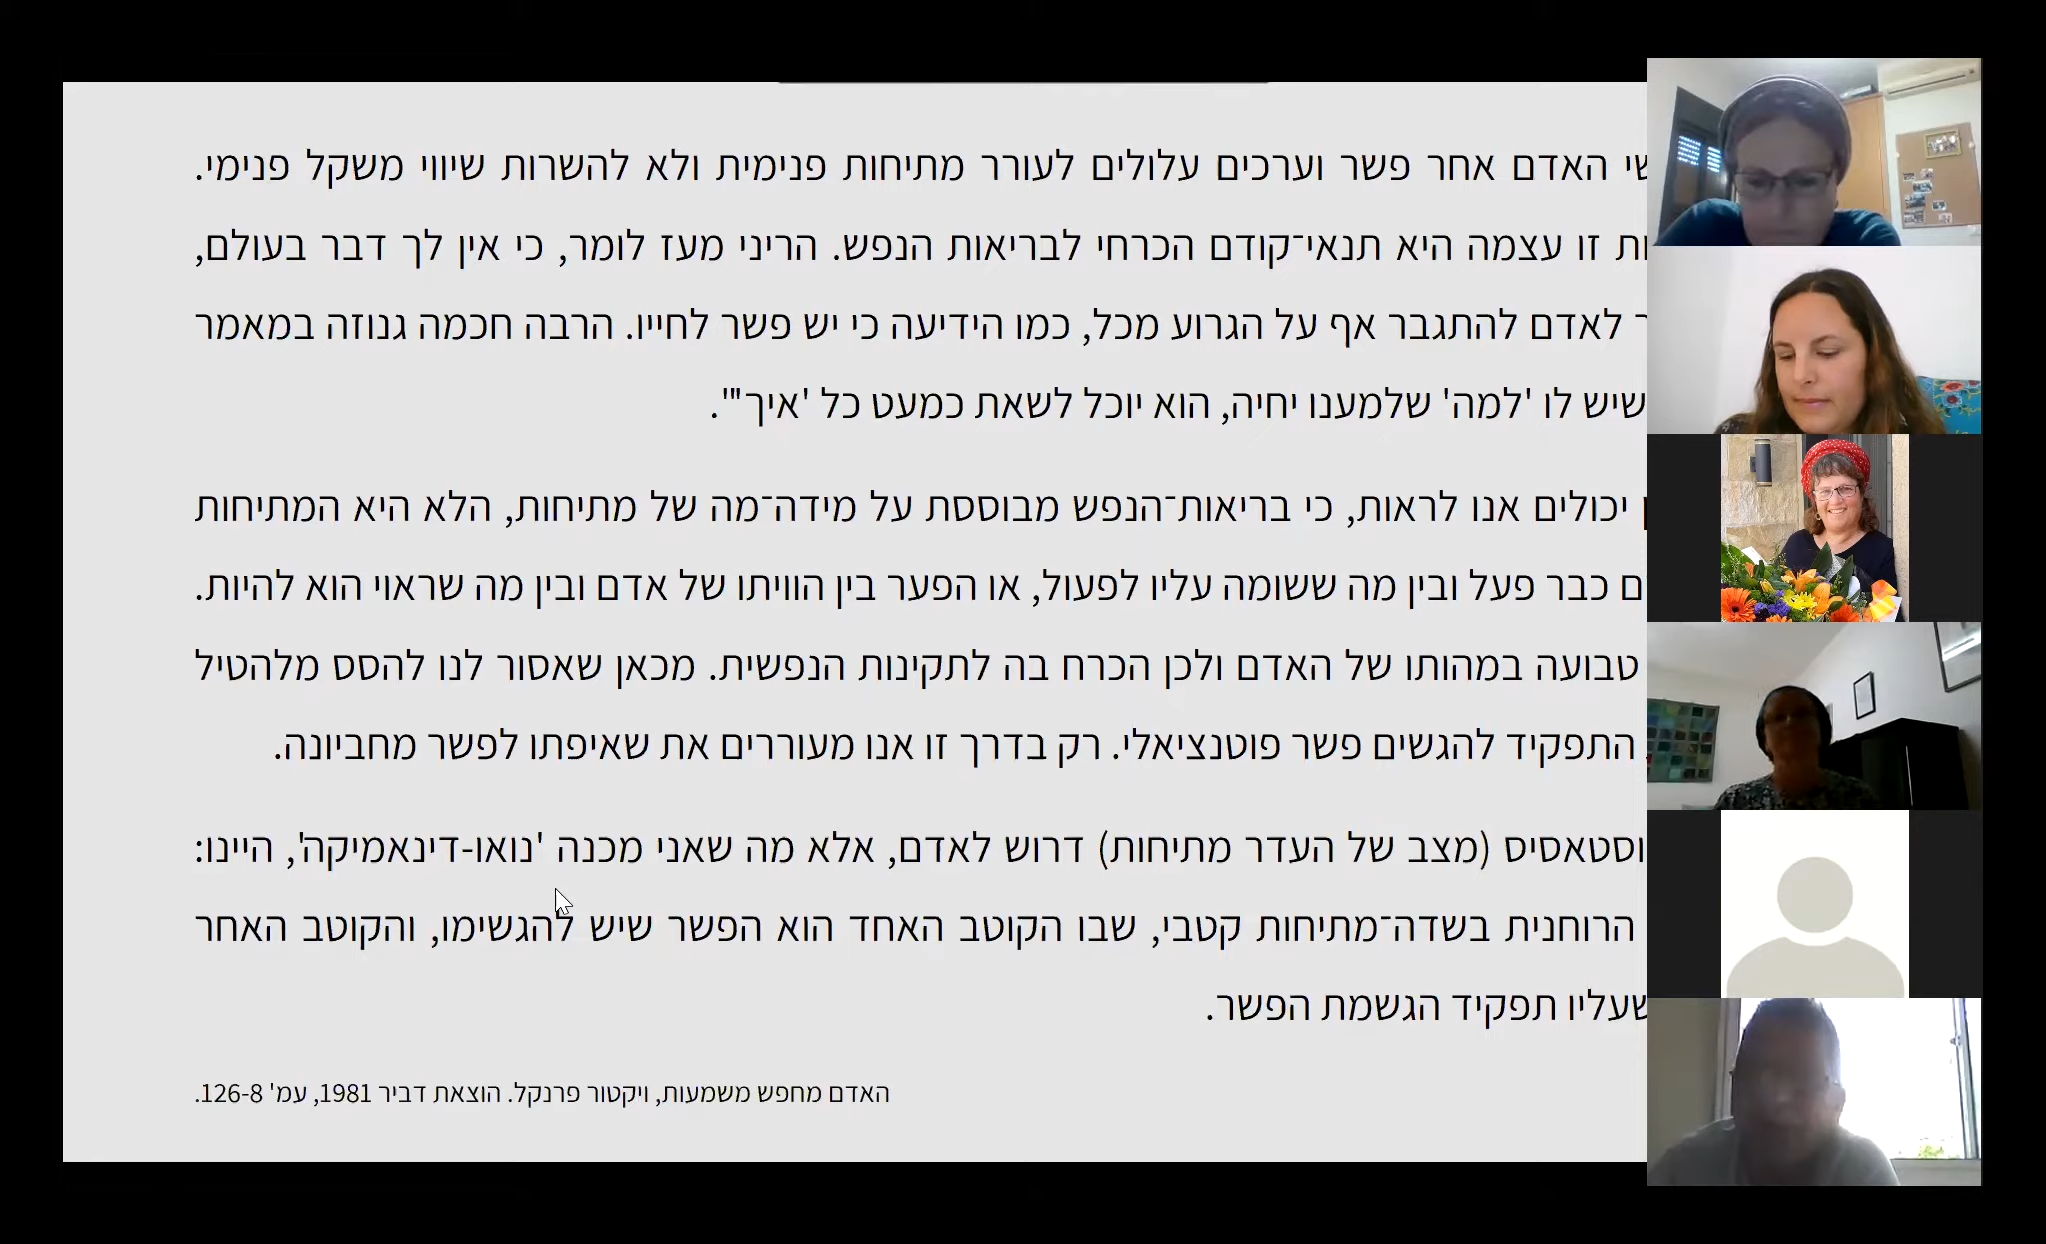 האדם אחר פשר וערכים עלולים לעורר מתיחות פנימית ולא להשרות שיווי משקל פנימי.
זו עצמה היא תנאי־קודם הכרחי לבריאות הנפש. הריני מעז לומר, כי אין לך דבר בעולם,
לאדם להתגבר אף על הגרוע מכל, כמו הידיעה כי יש פשר לחייו. הרבה חכמה גנוזה במאמר
שיש לו 'למה' שלמענו יחיה, הוא יוכל לשאת כמעט כל 'איך'".
יכולים אנו לראות, כי בריאות־הנפש מבוססת על מידה־מה של מתיחות, הלא היא המתיחות
כבר פעל ובין מה ששומה עליו לפעול, או הפער בין הוויתו של אדם ובין מה שראוי הוא להיות.
טבועה במהותו של האדם ולכן הכרח בה לתקינות הנפשית. מכאן שאסור לנו להסס מלהטיל
התפקיד להגשים פשר פוטנציאלי. רק בדרך זו אנו מעוררים את שאיפתו לפשר מחביונה.
(מצב של העדר מתיחות) דרוש לאדם, אלא מה שאני מכנה 'נואו-דינאמיקה', היינו:
הרוחנית בשדה־מתיחות קטבי, שבו הקוטב האחד הוא הפשר שיש להגשימו, והקוטב האחר
שעליו תפקיד הגשמת הפשר.
האדם מחפש משמעות, ויקטור פרנקל. הוצאת דביר 1981, עמ' 126-8.